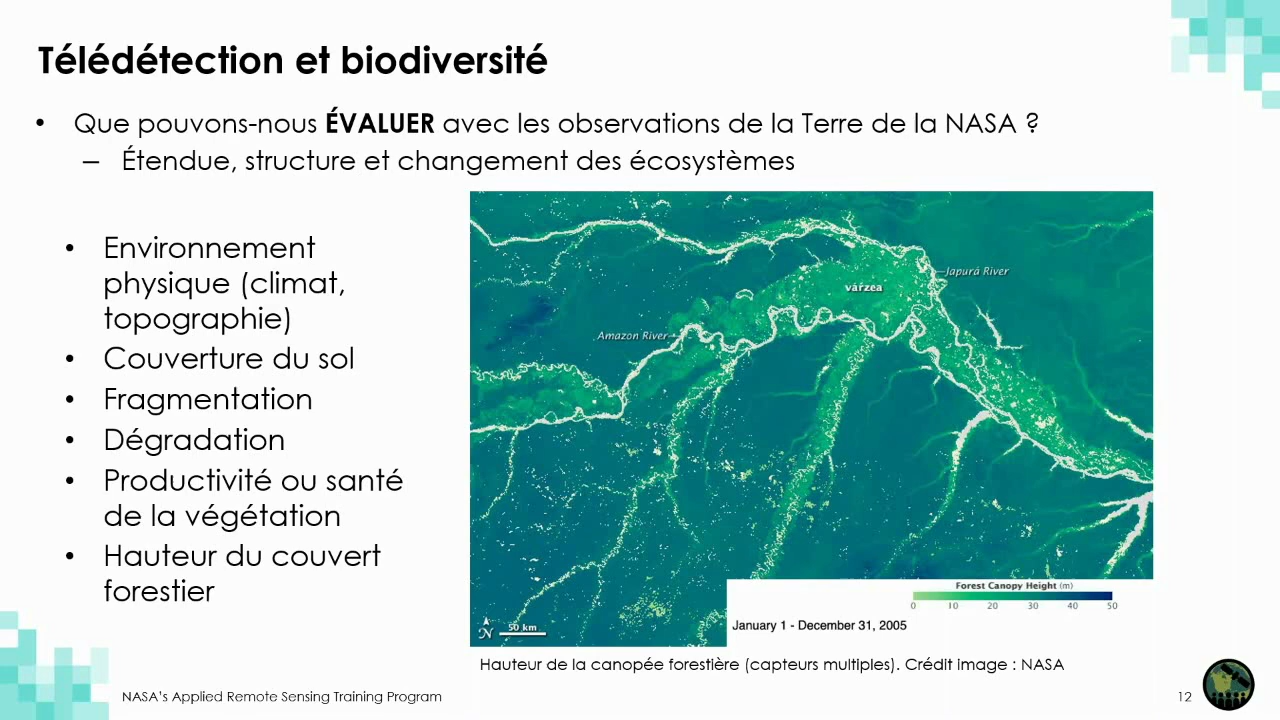 Télédétection et biodiversité
• Que pouvons-nous ÉVALUER avec les observations de la Terre de la NASA ?
– Étendue, structure et changement des écosystèmes
• Environnement
physique (climat,
topographie)
• Couverture du sol
• Fragmentation
• Dégradation
• Productivité ou santé
de la végétation
• Hauteur du couvert
forestier
Japurá River
várzea
Amazon River
Forest Canopy Height (m)
0 10 20 30 40 50
January 1 - December 31, 2005
N
50 km
Hauteur de la canopée forestière (capteurs multiples). Crédit image : NASA
NASA's Applied Remote Sensing Training Program
12